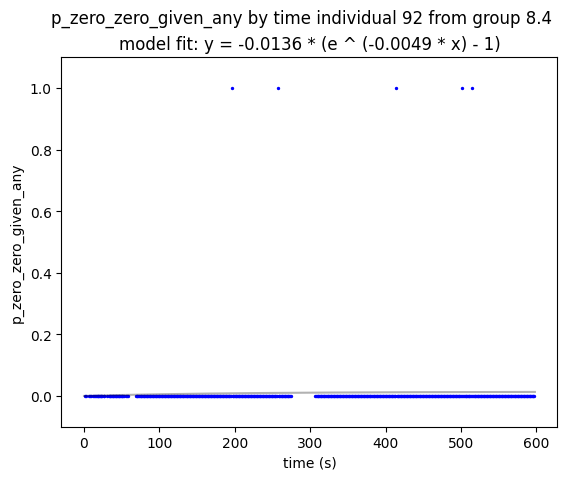 p_zero_zero_given_any by time individual 92 from group 8.4
model fit: y = -0.0136 * (e ^ (-0.0049 * x) - 1)
1.0
0.8
0.6
0.4
0.2
0.0
p_zero_zero_given_any
0 100 200 300 400 500 600
time (s)